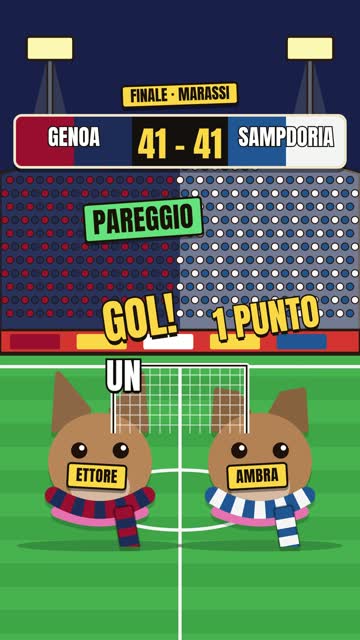 FINALE · MARASSI
GENOA 41 - 41 SAMPDORIA
PAREGGIO
GOL! 1 PUNTO
UN
ETTORE AMBRA